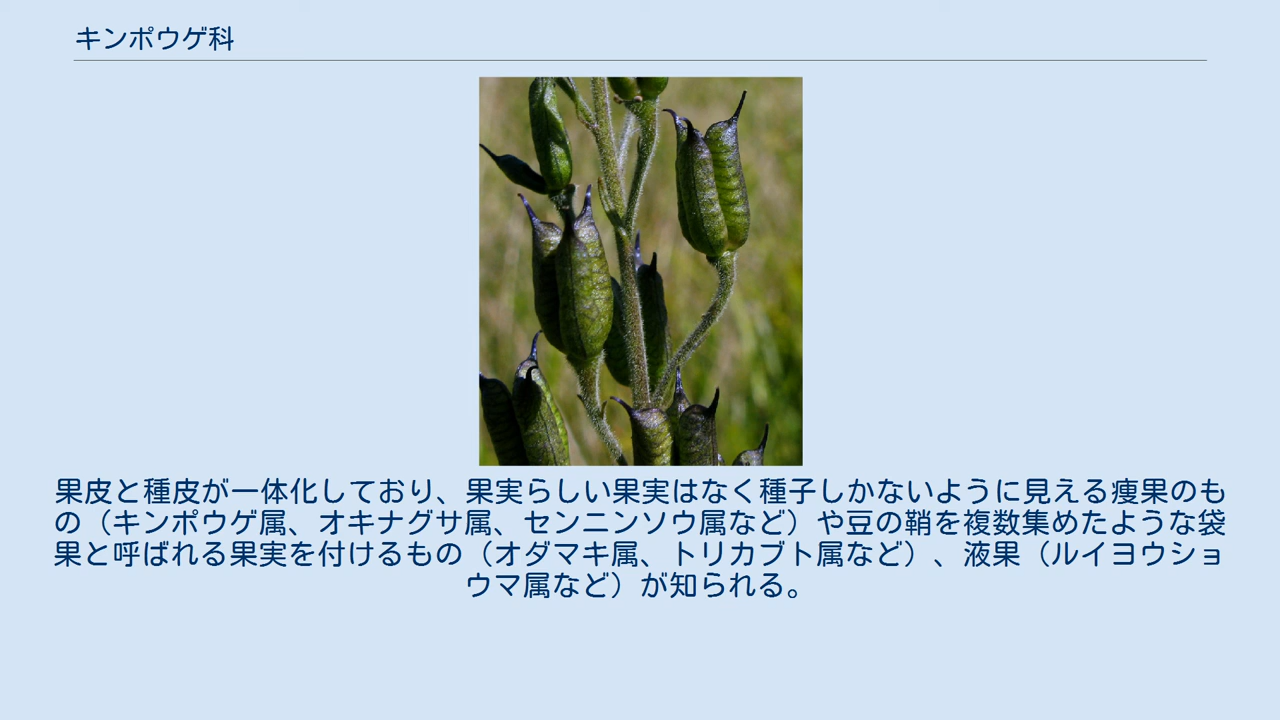 キンポウゲ科
果皮と種皮が一体化しており、果実らしい果実はなく種子しかないように見える痩果のも
の（キンポウゲ属、オキナグサ属、センニンソウ属など）や豆の鞘を複数集めたような袋
果と呼ばれる果実を付けるもの（オダマキ属、トリカブト属など）、液果（ルイヨウショ
ウマ属など）が知られる。